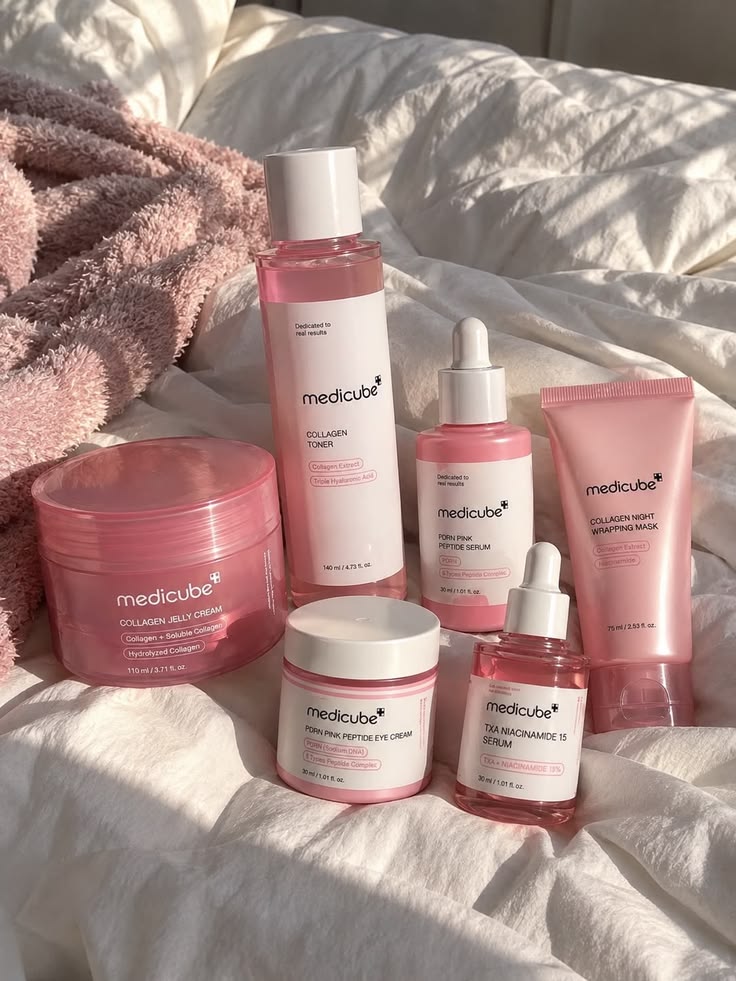 Dedicated to
real results
medicube
COLLAGEN
TONER
Collagen Extract
Triple Hyaluronic Acid
140 ml / 4.73 fl. oz.
Dedicated to
real results
medicube
PDRN PINK
PEPTIDE SERUM
PDRN
Types Peptide Complex
30 ml / 1.01 fl. oz.
medicube
COLLAGEN NIGHT
WRAPPING MASK
Collagen Extract
Niacinamide
75 ml / 2.53 fl. oz.
medicube
COLLAGEN JELLY CREAM
Collagen + Soluble Collagen
Hydrolyzed Collagen
110 ml / 3.71 fl. oz.
medicube
PDRN PINK PEPTIDE EYE CREAM
PDRN (Sodium DNA)
Types Peptide Complex
30 ml / 1.01 fl. oz.
medicube
TXA NIACINAMIDE 15
SERUM
TXA + NIACINAMIDE 15%
30 ml / 1.01 fl. oz.